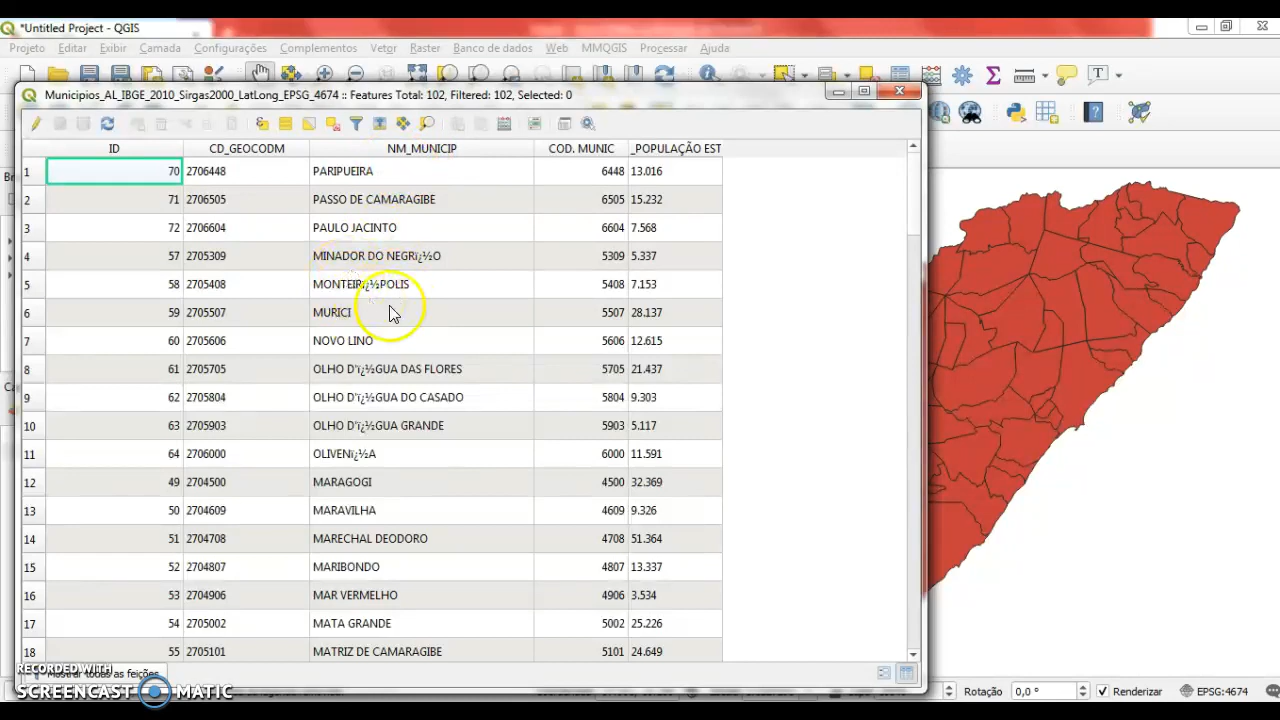 *Untitled Project - QGIS
Projeto Editar Exibir Camada Configurações Complementos Vetor Raster Banco de dados Web MMQGIS Processar Ajuda
Municipios_AL_IBGE_2010_Sirgas2000_LatLong_EPSG_4674 :: Features Total: 102, Filtered: 102, Selected: 0
ID CD_GEOCODM NM_MUNICIP COD. MUNIC _POPULAÇÃO EST
1 70 2706448 PARIPUEIRA 6448 13.016
2 71 2706505 PASSO DE CAMARAGIBE 6505 15.232
3 72 2706604 PAULO JACINTO 6604 7.568
4 57 2705309 MINADOR DO NEGRï¿½O 5309 5.337
5 58 2705408 MONTEIRï¿½POLIS 5408 7.153
6 59 2705507 MURICI 5507 28.137
7 60 2705606 NOVO LINO 5606 12.615
8 61 2705705 OLHO D'ï¿½GUA DAS FLORES 5705 21.437
9 62 2705804 OLHO D'ï¿½GUA DO CASADO 5804 9.303
10 63 2705903 OLHO D'ï¿½GUA GRANDE 5903 5.117
11 64 2706000 OLIVENï¿½A 6000 11.591
12 49 2704500 MARAGOGI 4500 32.369
13 50 2704609 MARAVILHA 4609 9.326
14 51 2704708 MARECHAL DEODORO 4708 51.364
15 52 2704807 MARIBONDO 4807 13.337
16 53 2704906 MAR VERMELHO 4906 3.534
17 54 2705002 MATA GRANDE 5002 25.226
18 55 2705101 MATRIZ DE CAMARAGIBE 5101 24.649
Mostrar todas as feições
RECORDED WITH
SCREENCAST MATIC
Rotação 0,0 ° Renderizar EPSG:4674